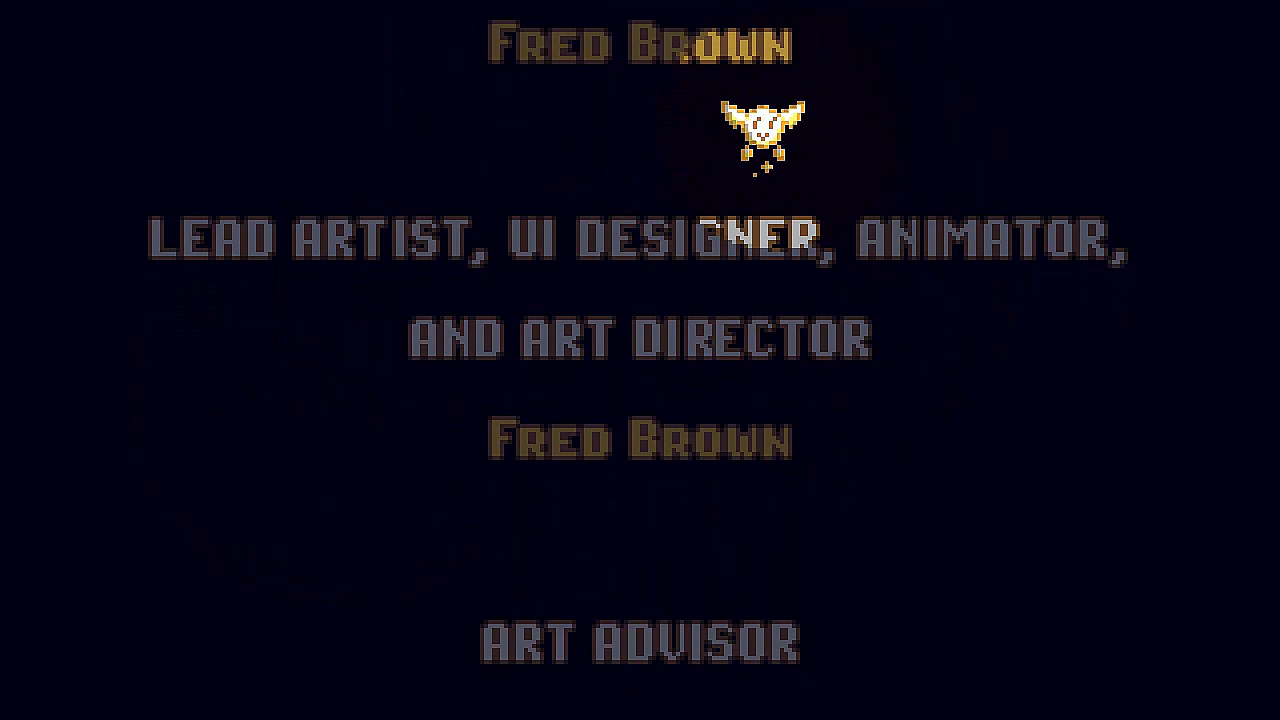 Fred Brown
LEAD ARTIST, UI DESIGNER, ANIMATOR,
AND ART DIRECTOR
Fred Brown
ART ADVISOR